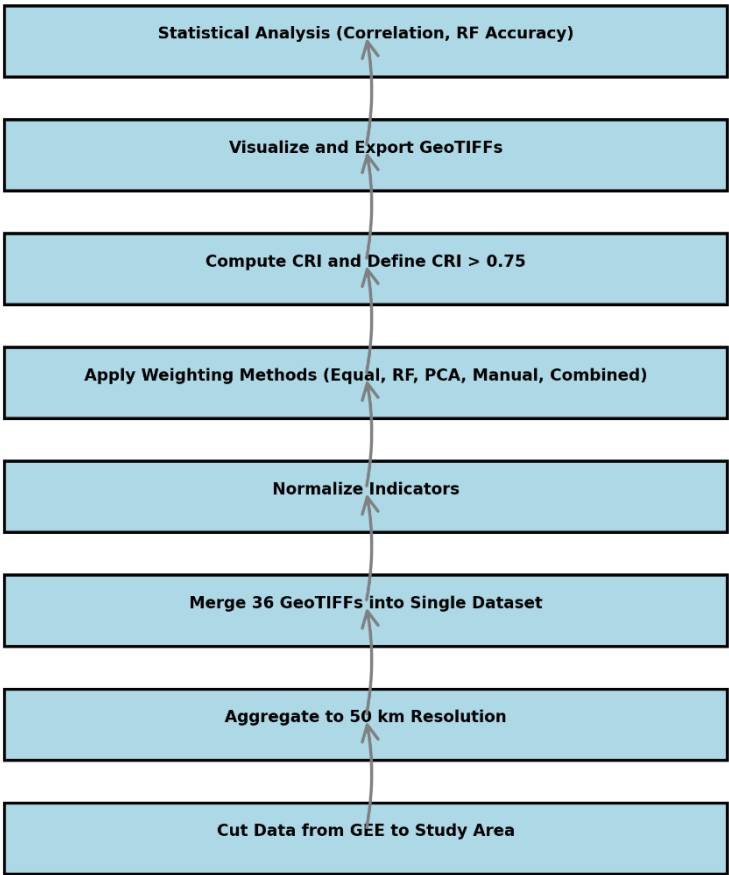 Statistical Analysis (Correlation, RF Accuracy)
Visualize and Export GeoTIFFs
Compute CRI and Define CRI > 0.75
Apply Weighting Methods (Equal, RF, PCA, Manual, Combined)
Normalize Indicators
Merge 36 GeoTIFFs into Single Dataset
Aggregate to 50 km Resolution
Cut Data from GEE to Study Area